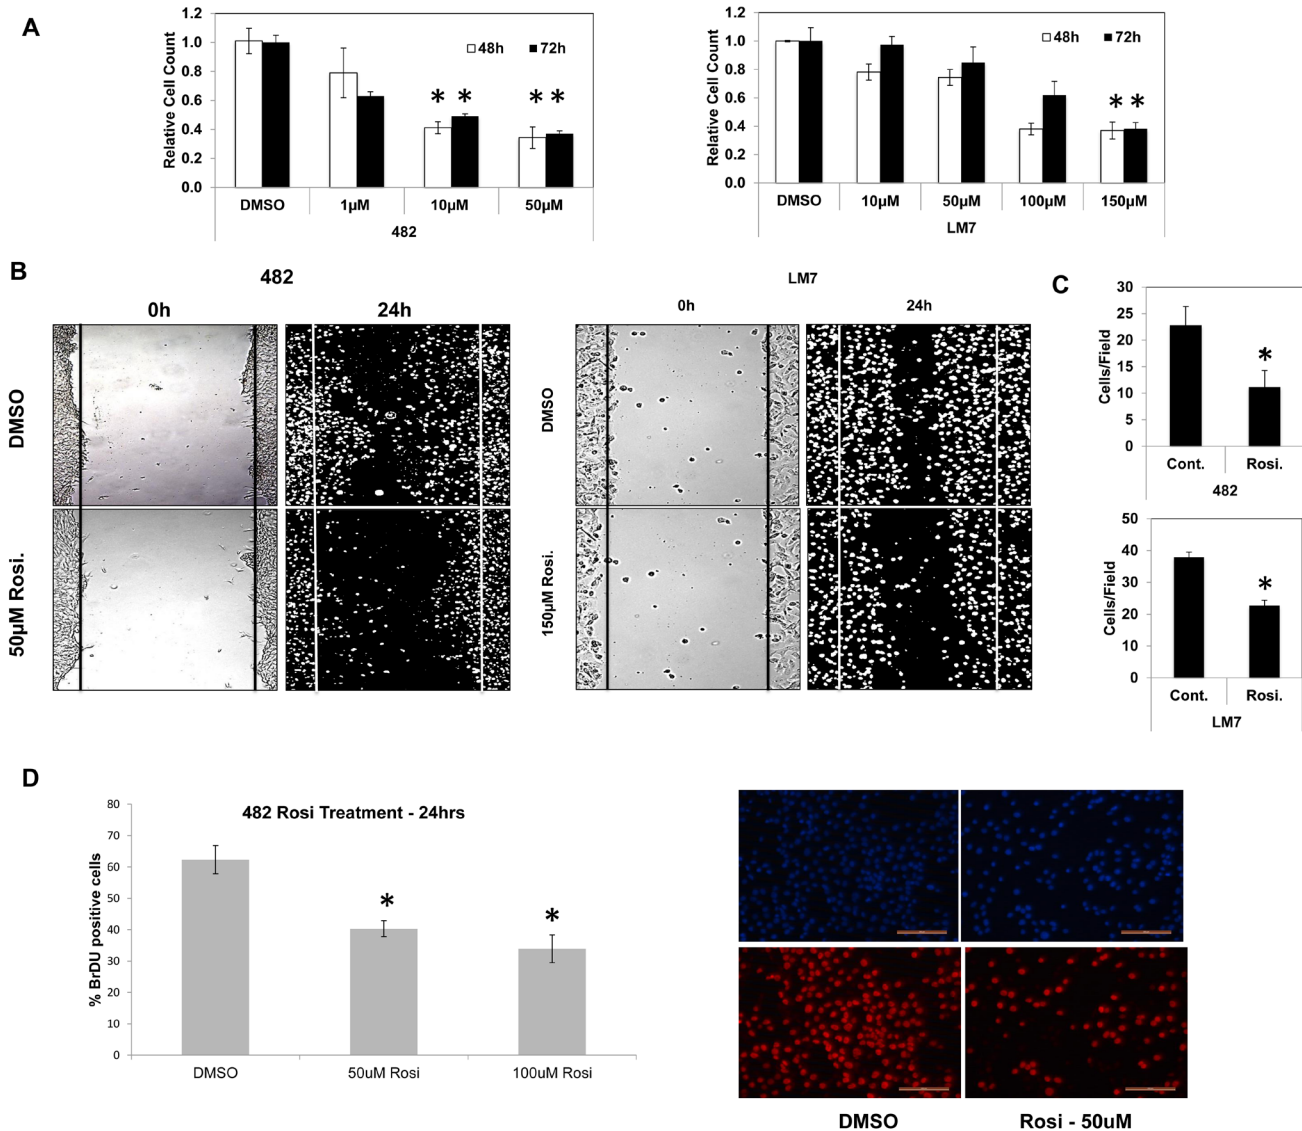 A
Relative Cell Count
1.2
1.0
0.8
0.6
0.4
0.2
0.0
48h 72h
* * * *
DMSO 1µM 10µM 50µM
482
Relative Cell Count
1.2
1.0
0.8
0.6
0.4
0.2
0.0
48h 72h
* *
DMSO 10µM 50µM 100µM 150µM
LM7
B
482
0h 24h
DMSO
50µM Rosi.
LM7
0h 24h
DMSO
150µM Rosi.
C
Cells/Field
30
25
20
15
10
5
0
*
Cont. Rosi.
482
Cells/Field
50
40
30
20
10
0
*
Cont. Rosi.
LM7
D
482 Rosi Treatment - 24hrs
% BrDU positive cells
80
70
60
50
40
30
20
10
0
* *
DMSO 50uM Rosi 100uM Rosi
DMSO Rosi - 50uM